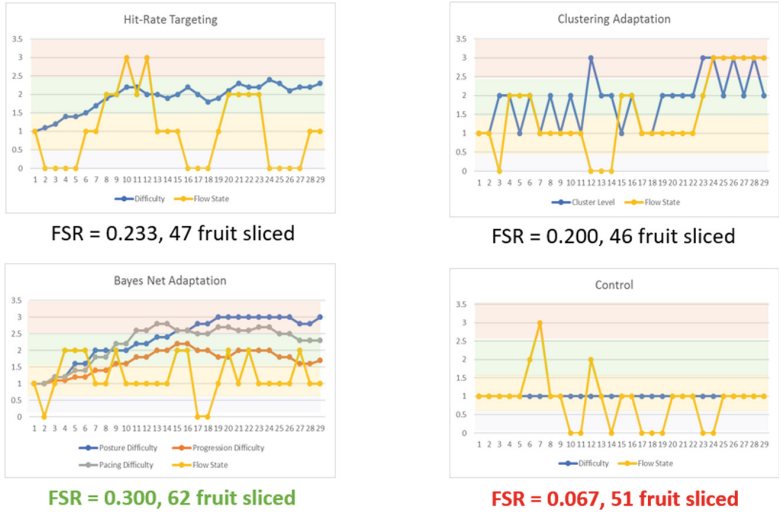 Hit-Rate Targeting
3.5
3
2.5
2
1.5
1
0.5
0
1 2 3 4 5 6 7 8 9 10 11 12 13 14 15 16 17 18 19 20 21 22 23 24 25 26 27 28 29
Difficulty Flow State
FSR = 0.233, 47 fruit sliced
Clustering Adaptation
3.5
3
2.5
2
1.5
1
0.5
0
1 2 3 4 5 6 7 8 9 10 11 12 13 14 15 16 17 18 19 20 21 22 23 24 25 26 27 28 29
Cluster Level Flow State
FSR = 0.200, 46 fruit sliced
Bayes Net Adaptation
3.5
3
2.5
2
1.5
1
0.5
0
1 2 3 4 5 6 7 8 9 10 11 12 13 14 15 16 17 18 19 20 21 22 23 24 25 26 27 28 29
Posture Difficulty Progression Difficulty
Pacing Difficulty Flow State
FSR = 0.300, 62 fruit sliced
Control
3.5
3
2.5
2
1.5
1
0.5
0
1 2 3 4 5 6 7 8 9 10 11 12 13 14 15 16 17 18 19 20 21 22 23 24 25 26 27 28 29
Difficulty Flow State
FSR = 0.067, 51 fruit sliced